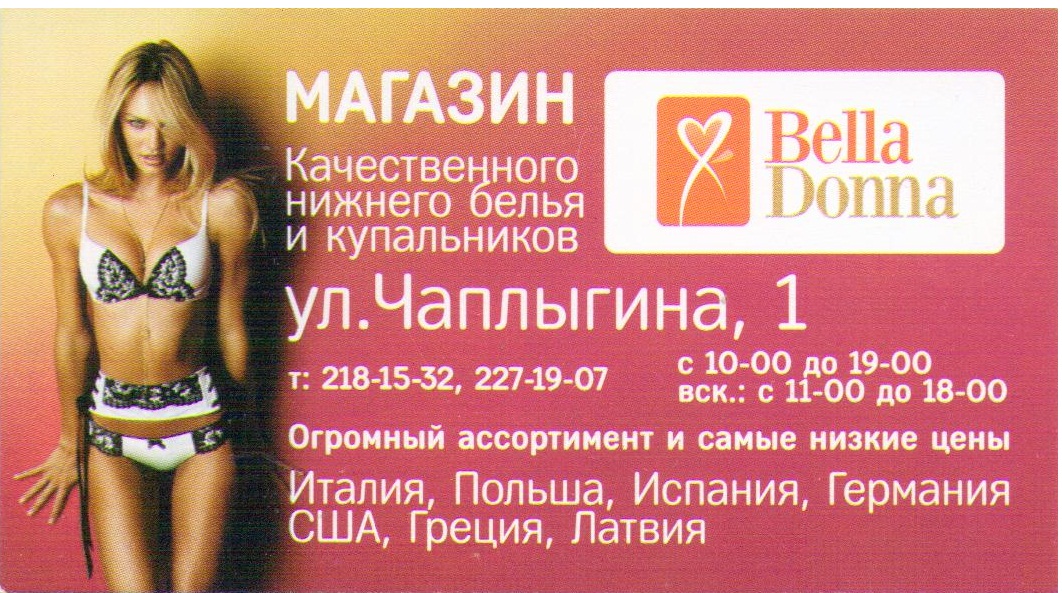 МАГАЗИН
Качественного
нижнего белья
и купальников
Bella
Donna
ул.Чаплыгина, 1
т: 218-15-32, 227-19-07
с 10-00 до 19-00
вск.: с 11-00 до 18-00
Огромный ассортимент и самые низкие цены
Италия, Польша, Испания, Германия
США, Греция, Латвия